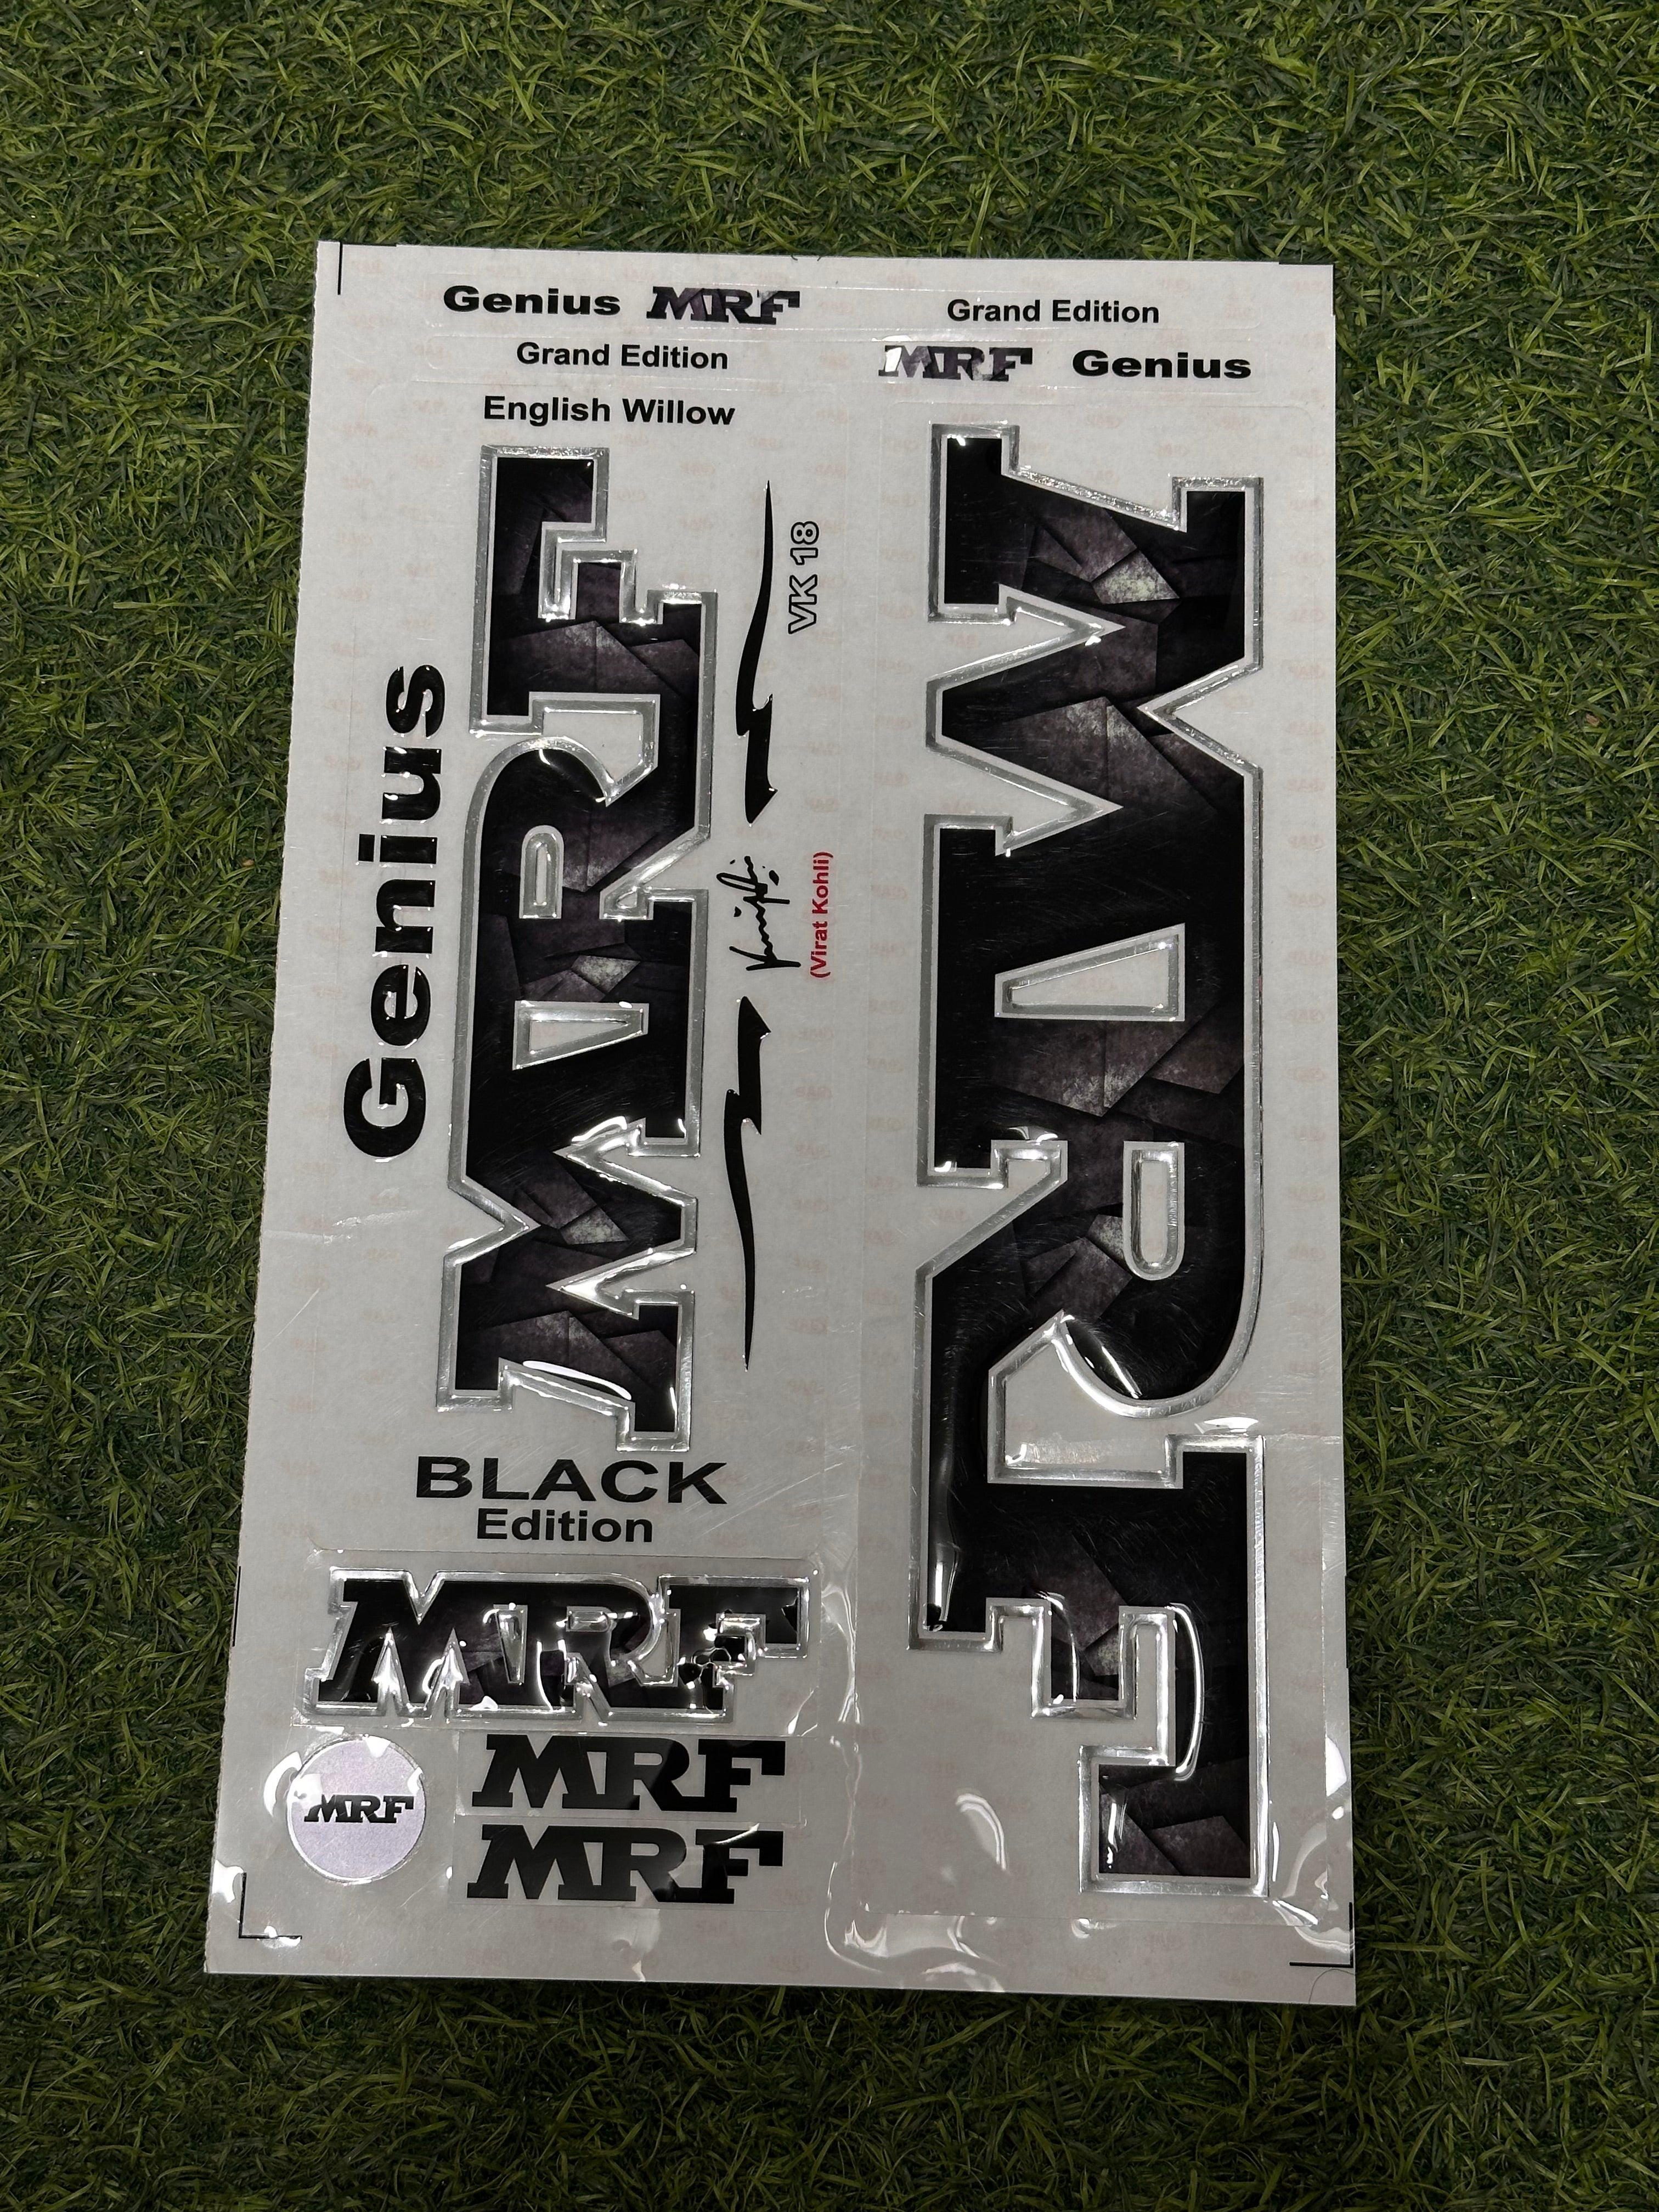 Genius MRF Grand Edition
Grand Edition MRF Genius
English Willow
Genius
MRF
VK 18
(Virat Kohli)
MRF
BLACK
Edition
MRF
MRF
MRF
MRF